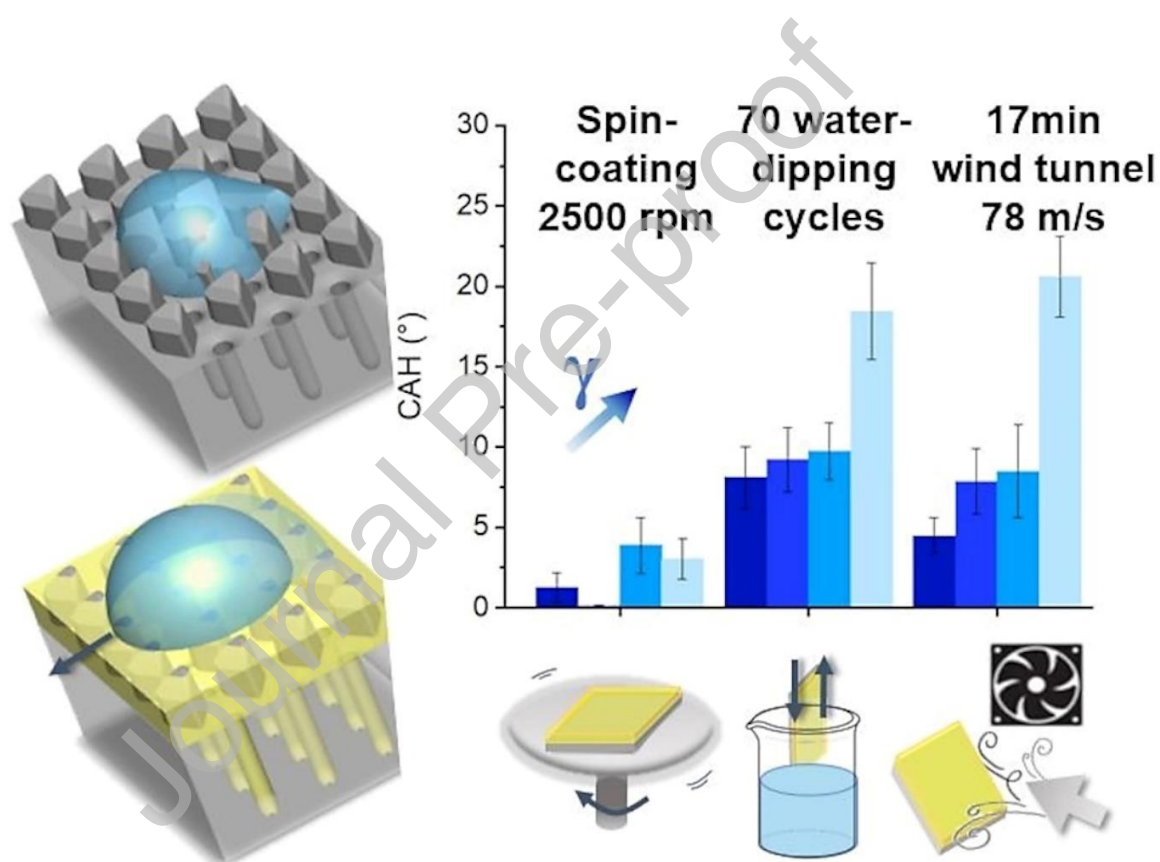 Spin-
coating
2500 rpm
70 water-
dipping
cycles
17min
wind tunnel
78 m/s
30
25
20
15
10
5
0
CAH (°)
γ
Journal Pre-proof